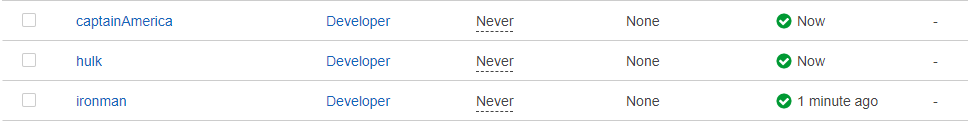 captainAmerica Developer Never None Now -
hulk Developer Never None Now -
ironman Developer Never None 1 minute ago -